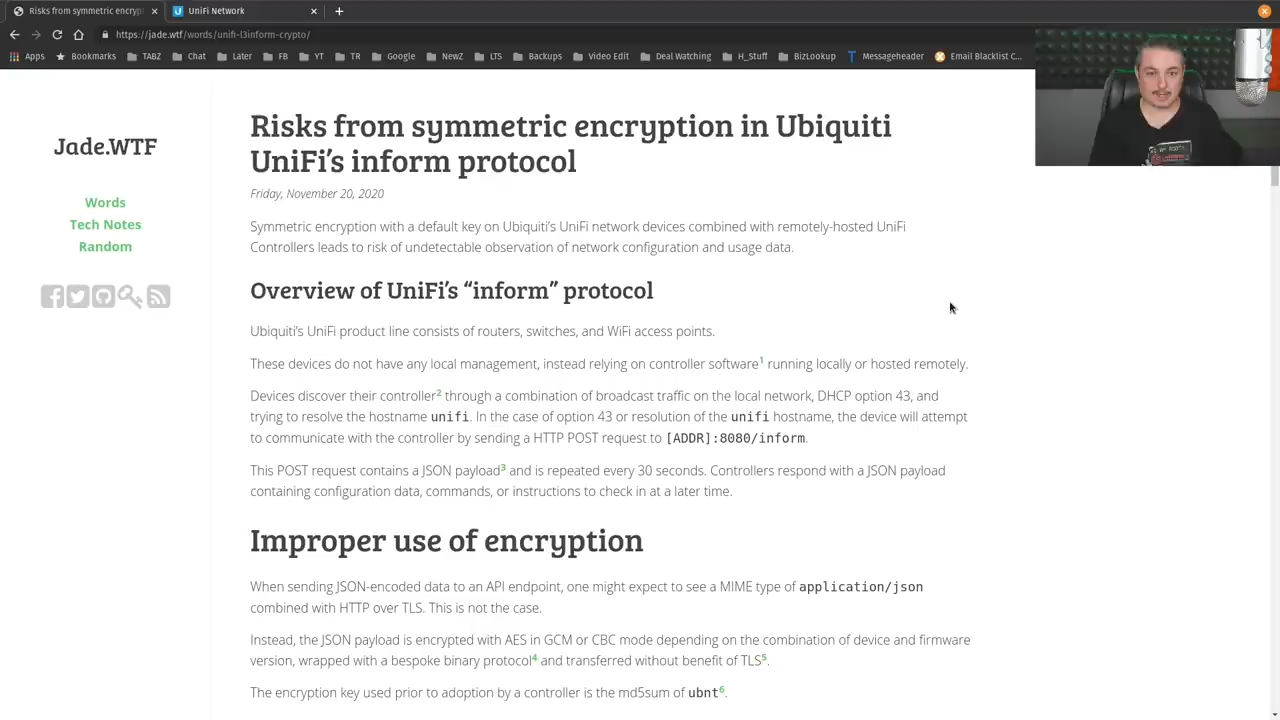 Risks from symmetric encryp
UniFi Network
https://jade.wtf/words/unifi-l3inform-crypto/
Apps Bookmarks TABZ Chat Later FB YT TR Google NewZ LTS Backups Video Edit Deal Watching H_Stuff BizLookup Messageheader Email Blacklist C...
Jade.WTF
Words
Tech Notes
Random
Risks from symmetric encryption in Ubiquiti
UniFi’s inform protocol
Friday, November 20, 2020
Symmetric encryption with a default key on Ubiquiti’s UniFi network devices combined with remotely-hosted UniFi
Controllers leads to risk of undetectable observation of network configuration and usage data.
Overview of UniFi’s “inform” protocol
Ubiquiti’s UniFi product line consists of routers, switches, and WiFi access points.
These devices do not have any local management, instead relying on controller software1 running locally or hosted remotely.
Devices discover their controller2 through a combination of broadcast traffic on the local network, DHCP option 43, and
trying to resolve the hostname unifi. In the case of option 43 or resolution of the unifi hostname, the device will attempt
to communicate with the controller by sending a HTTP POST request to [ADDR]:8080/inform.
This POST request contains a JSON payload3 and is repeated every 30 seconds. Controllers respond with a JSON payload
containing configuration data, commands, or instructions to check in at a later time.
Improper use of encryption
When sending JSON-encoded data to an API endpoint, one might expect to see a MIME type of application/json
combined with HTTP over TLS. This is not the case.
Instead, the JSON payload is encrypted with AES in GCM or CBC mode depending on the combination of device and firmware
version, wrapped with a bespoke binary protocol4 and transferred without benefit of TLS5.
The encryption key used prior to adoption by a controller is the md5sum of ubnt6.